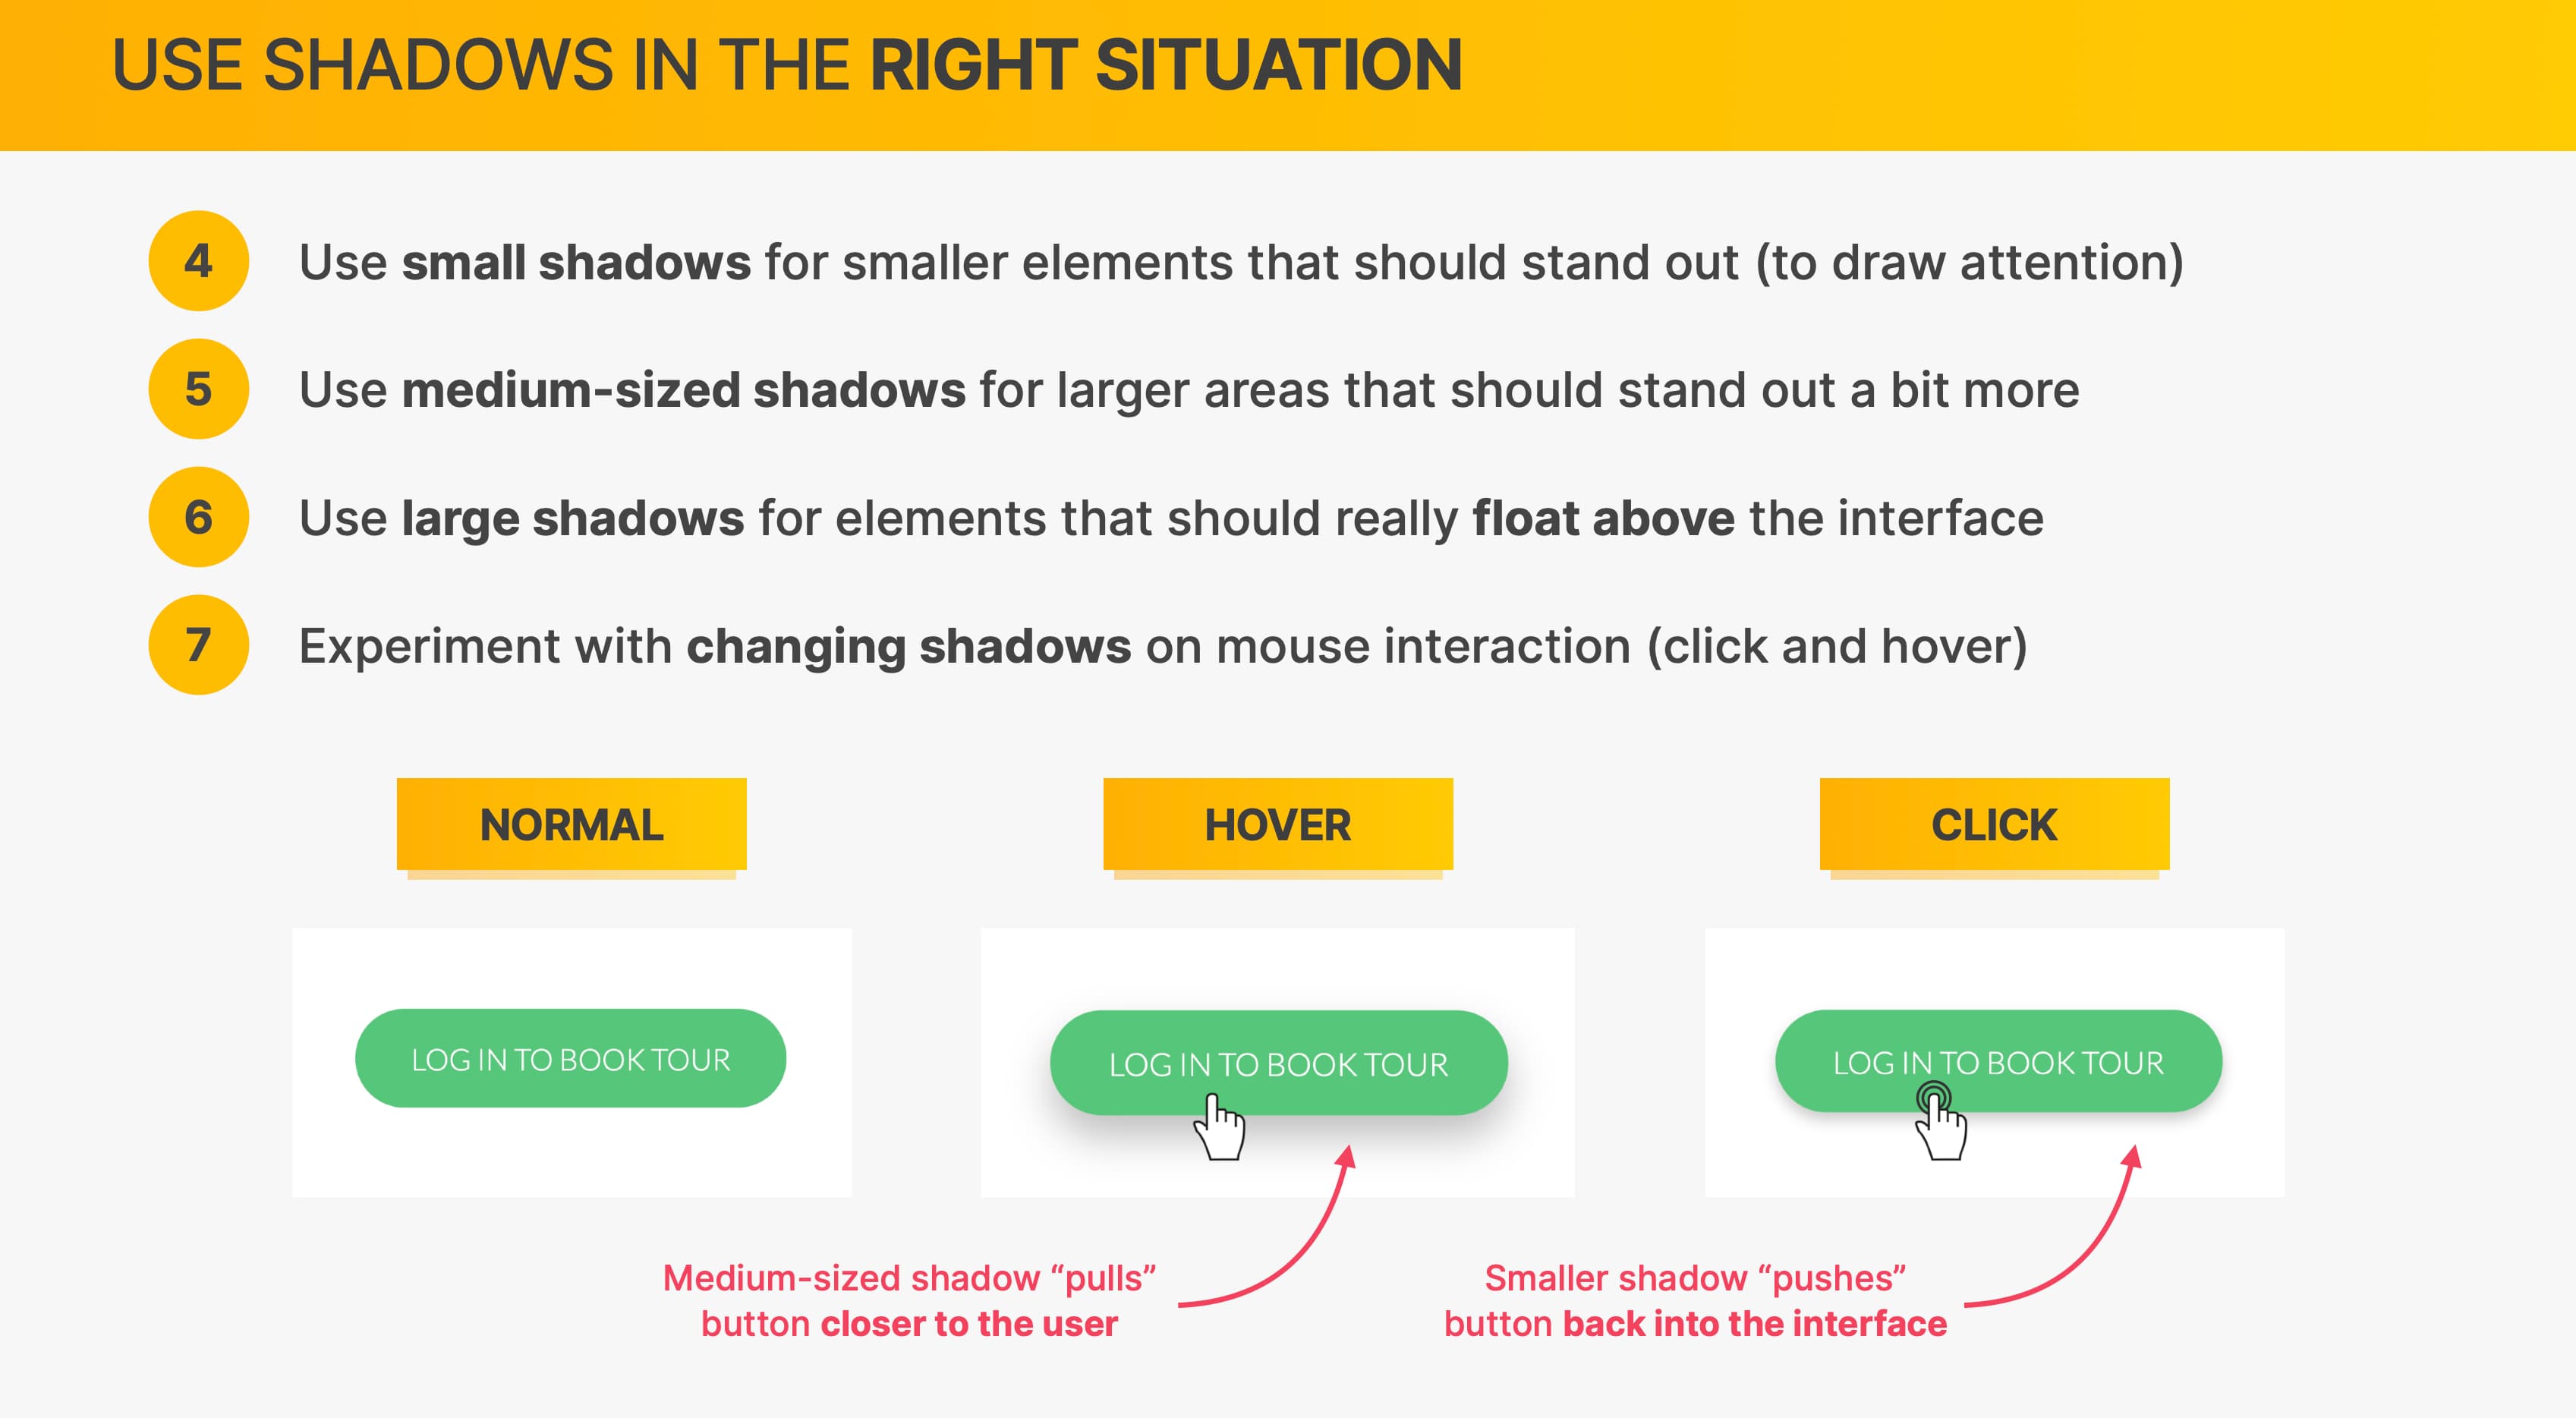 USE SHADOWS IN THE RIGHT SITUATION
4 Use small shadows for smaller elements that should stand out (to draw attention)
5 Use medium-sized shadows for larger areas that should stand out a bit more
6 Use large shadows for elements that should really float above the interface
7 Experiment with changing shadows on mouse interaction (click and hover)
NORMAL
HOVER
CLICK
LOG IN TO BOOK TOUR
LOG IN TO BOOK TOUR
LOG IN TO BOOK TOUR
Medium-sized shadow “pulls”
button closer to the user
Smaller shadow “pushes”
button back into the interface